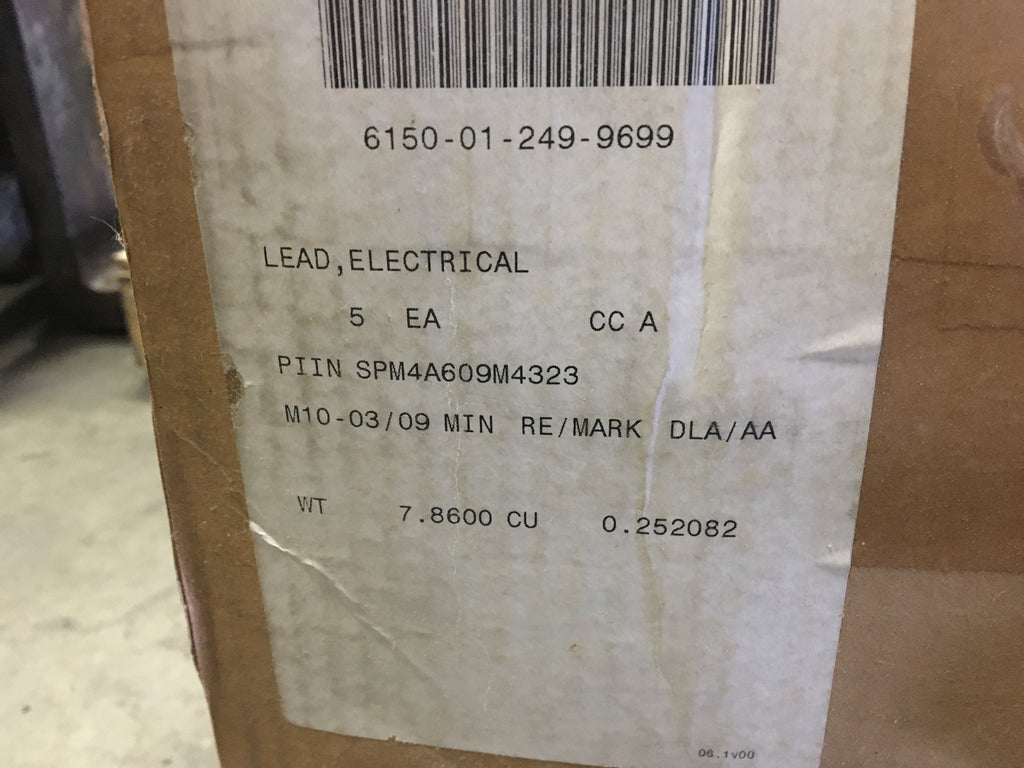 6150-01-249-9699
LEAD,ELECTRICAL
5 EA CC A
PIIN SPM4A609M4323
M10-03/09 MIN RE/MARK DLA/AA
WT 7.8600 CU 0.252082
06.1v00